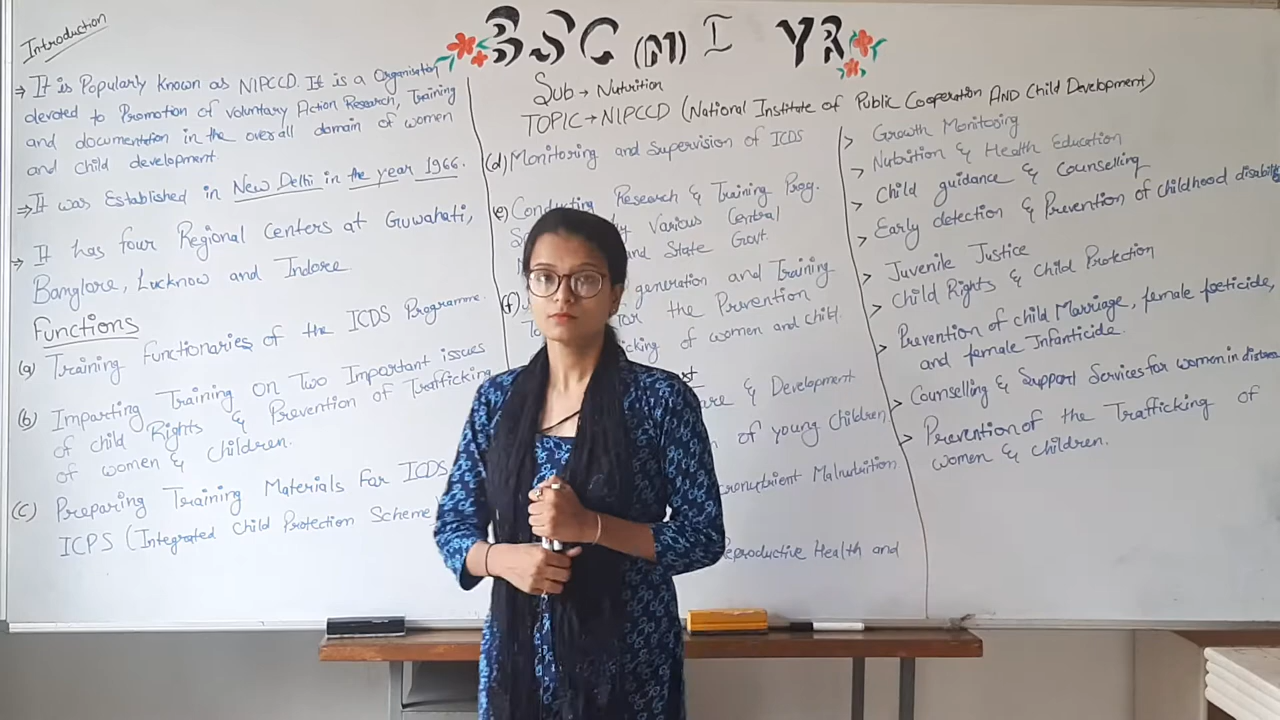 BSC (M) I YR
Sub → Nutrition
TOPIC → NIPCCD (National Institute of Public Cooperation AND Child Development)
Introduction
→ It is Popularly Known as NIPCCD. It is a Organisation
devoted to Promotion of voluntary Action Research, Training
and documentation in the overall domain of women
and child development
→ It was Established in New Delhi in the year 1966.
→ It has four Regional Centers at Guwahati,
Banglore, Lucknow and Indore
Functions
(a) Training Functionaries of the ICDS Programme.
(b) Imparting Training on Two Important issues
of child Rights & Prevention of Trafficking
of women & children.
(c) Preparing Training Materials For ICDS
ICPS (Integrated Child Protection Scheme
(d) Monitoring and Supervision of ICDS
(e) Conducting Research & Training Prog.
Various Central
and State Govt.
(f) generation and Training
for the Prevention
of women and child.
& Development
of young children
Malnutrition
Reproductive Health and
> Growth Monitoring
> Nutrition & Health Education
> Child guidance & counselling
> Early detection & Prevention of childhood disability
> Juvenile Justice
> Child Rights & Child Protection
> Prevention of child Marriage, female foeticide,
and female Infanticide.
> Counselling & Support Services for women in distress
> Prevention of the Trafficking of
women & children.